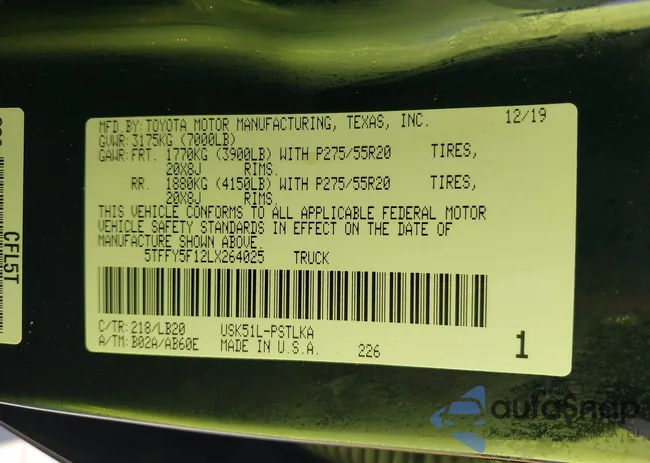 MFD.BY:TOYOTA MOTOR MANUFACTURING, TEXAS, INC. 12/19
GVWR:3175KG (7000LB)
GAWR:FRT. 1770KG (3900LB) WITH P275/55R20 TIRES,
20X8J RIMS.
RR. 1880KG (4150LB) WITH P275/55R20 TIRES,
20X8J RIMS.
THIS VEHICLE CONFORMS TO ALL APPLICABLE FEDERAL MOTOR
VEHICLE SAFETY STANDARDS IN EFFECT ON THE DATE OF
MANUFACTURE SHOWN ABOVE.
5TFFY5F12LX264025 TRUCK
C/TR:218/LB20 USK51L-PSTLKA
A/TM:B02A/AB60E MADE IN U.S.A. 226 1
CFL5T
autoSnap